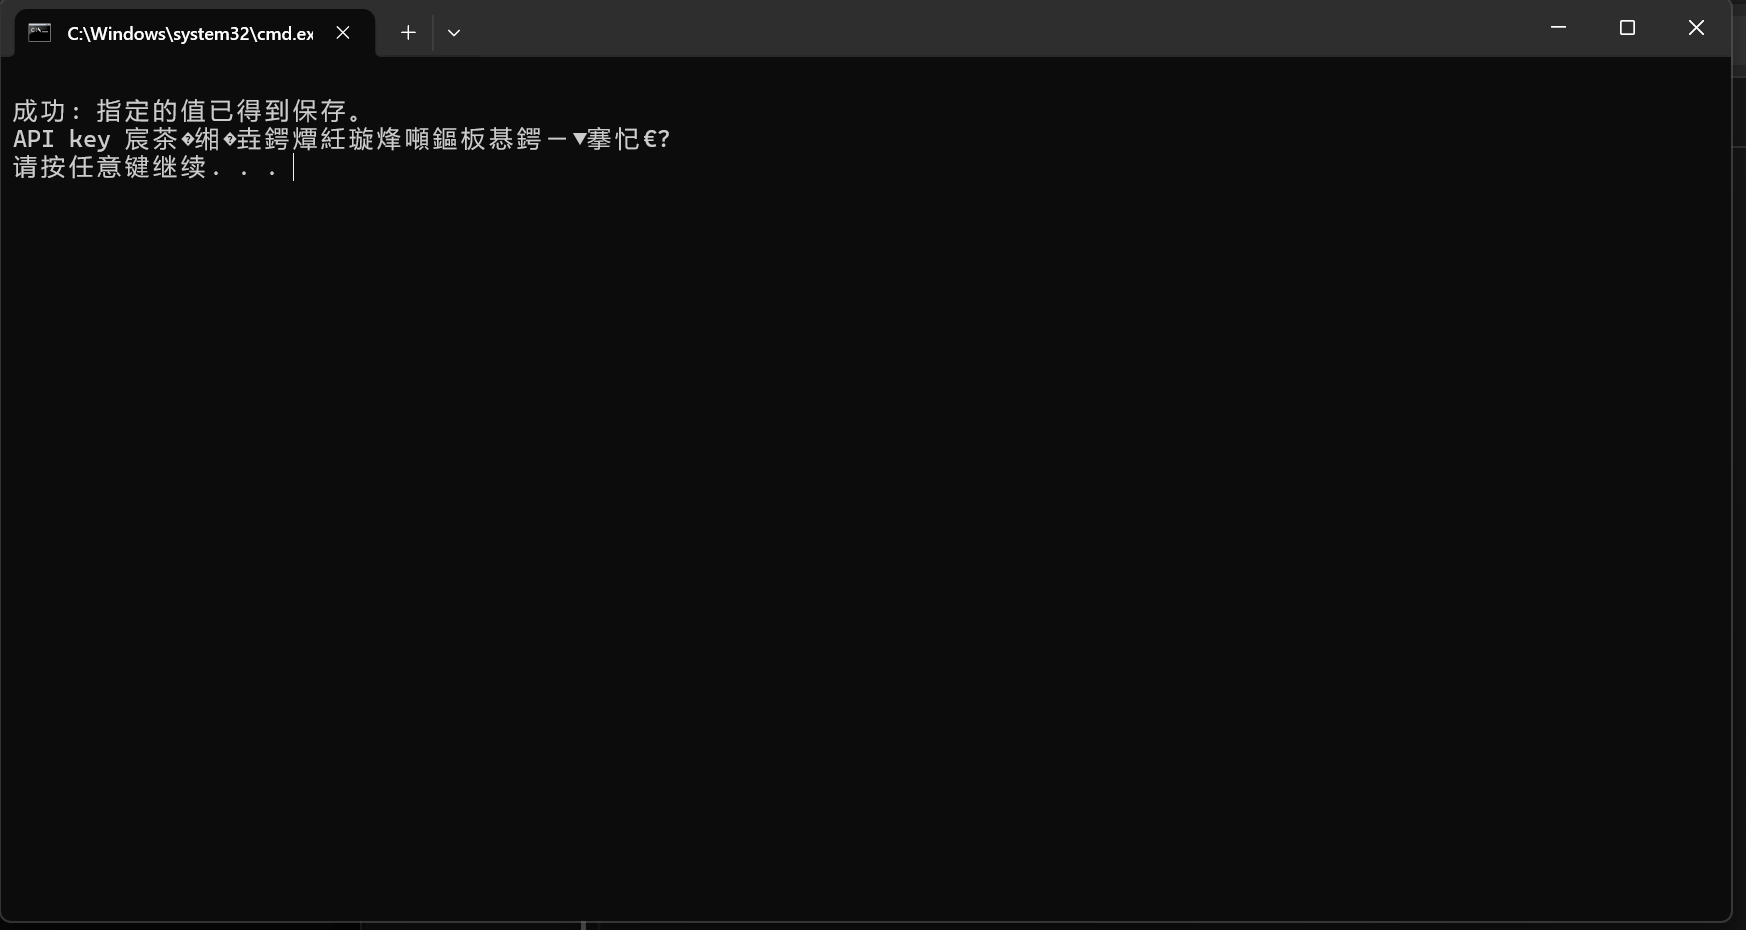 C:\Windows\system32\cmd.ex
成功: 指定的值已得到保存。
API key 宸茶�缃�垚鍔燂紝璇烽噸鏂板惎鍔ㄧ▼搴忋€?
请按任意键继续. . .